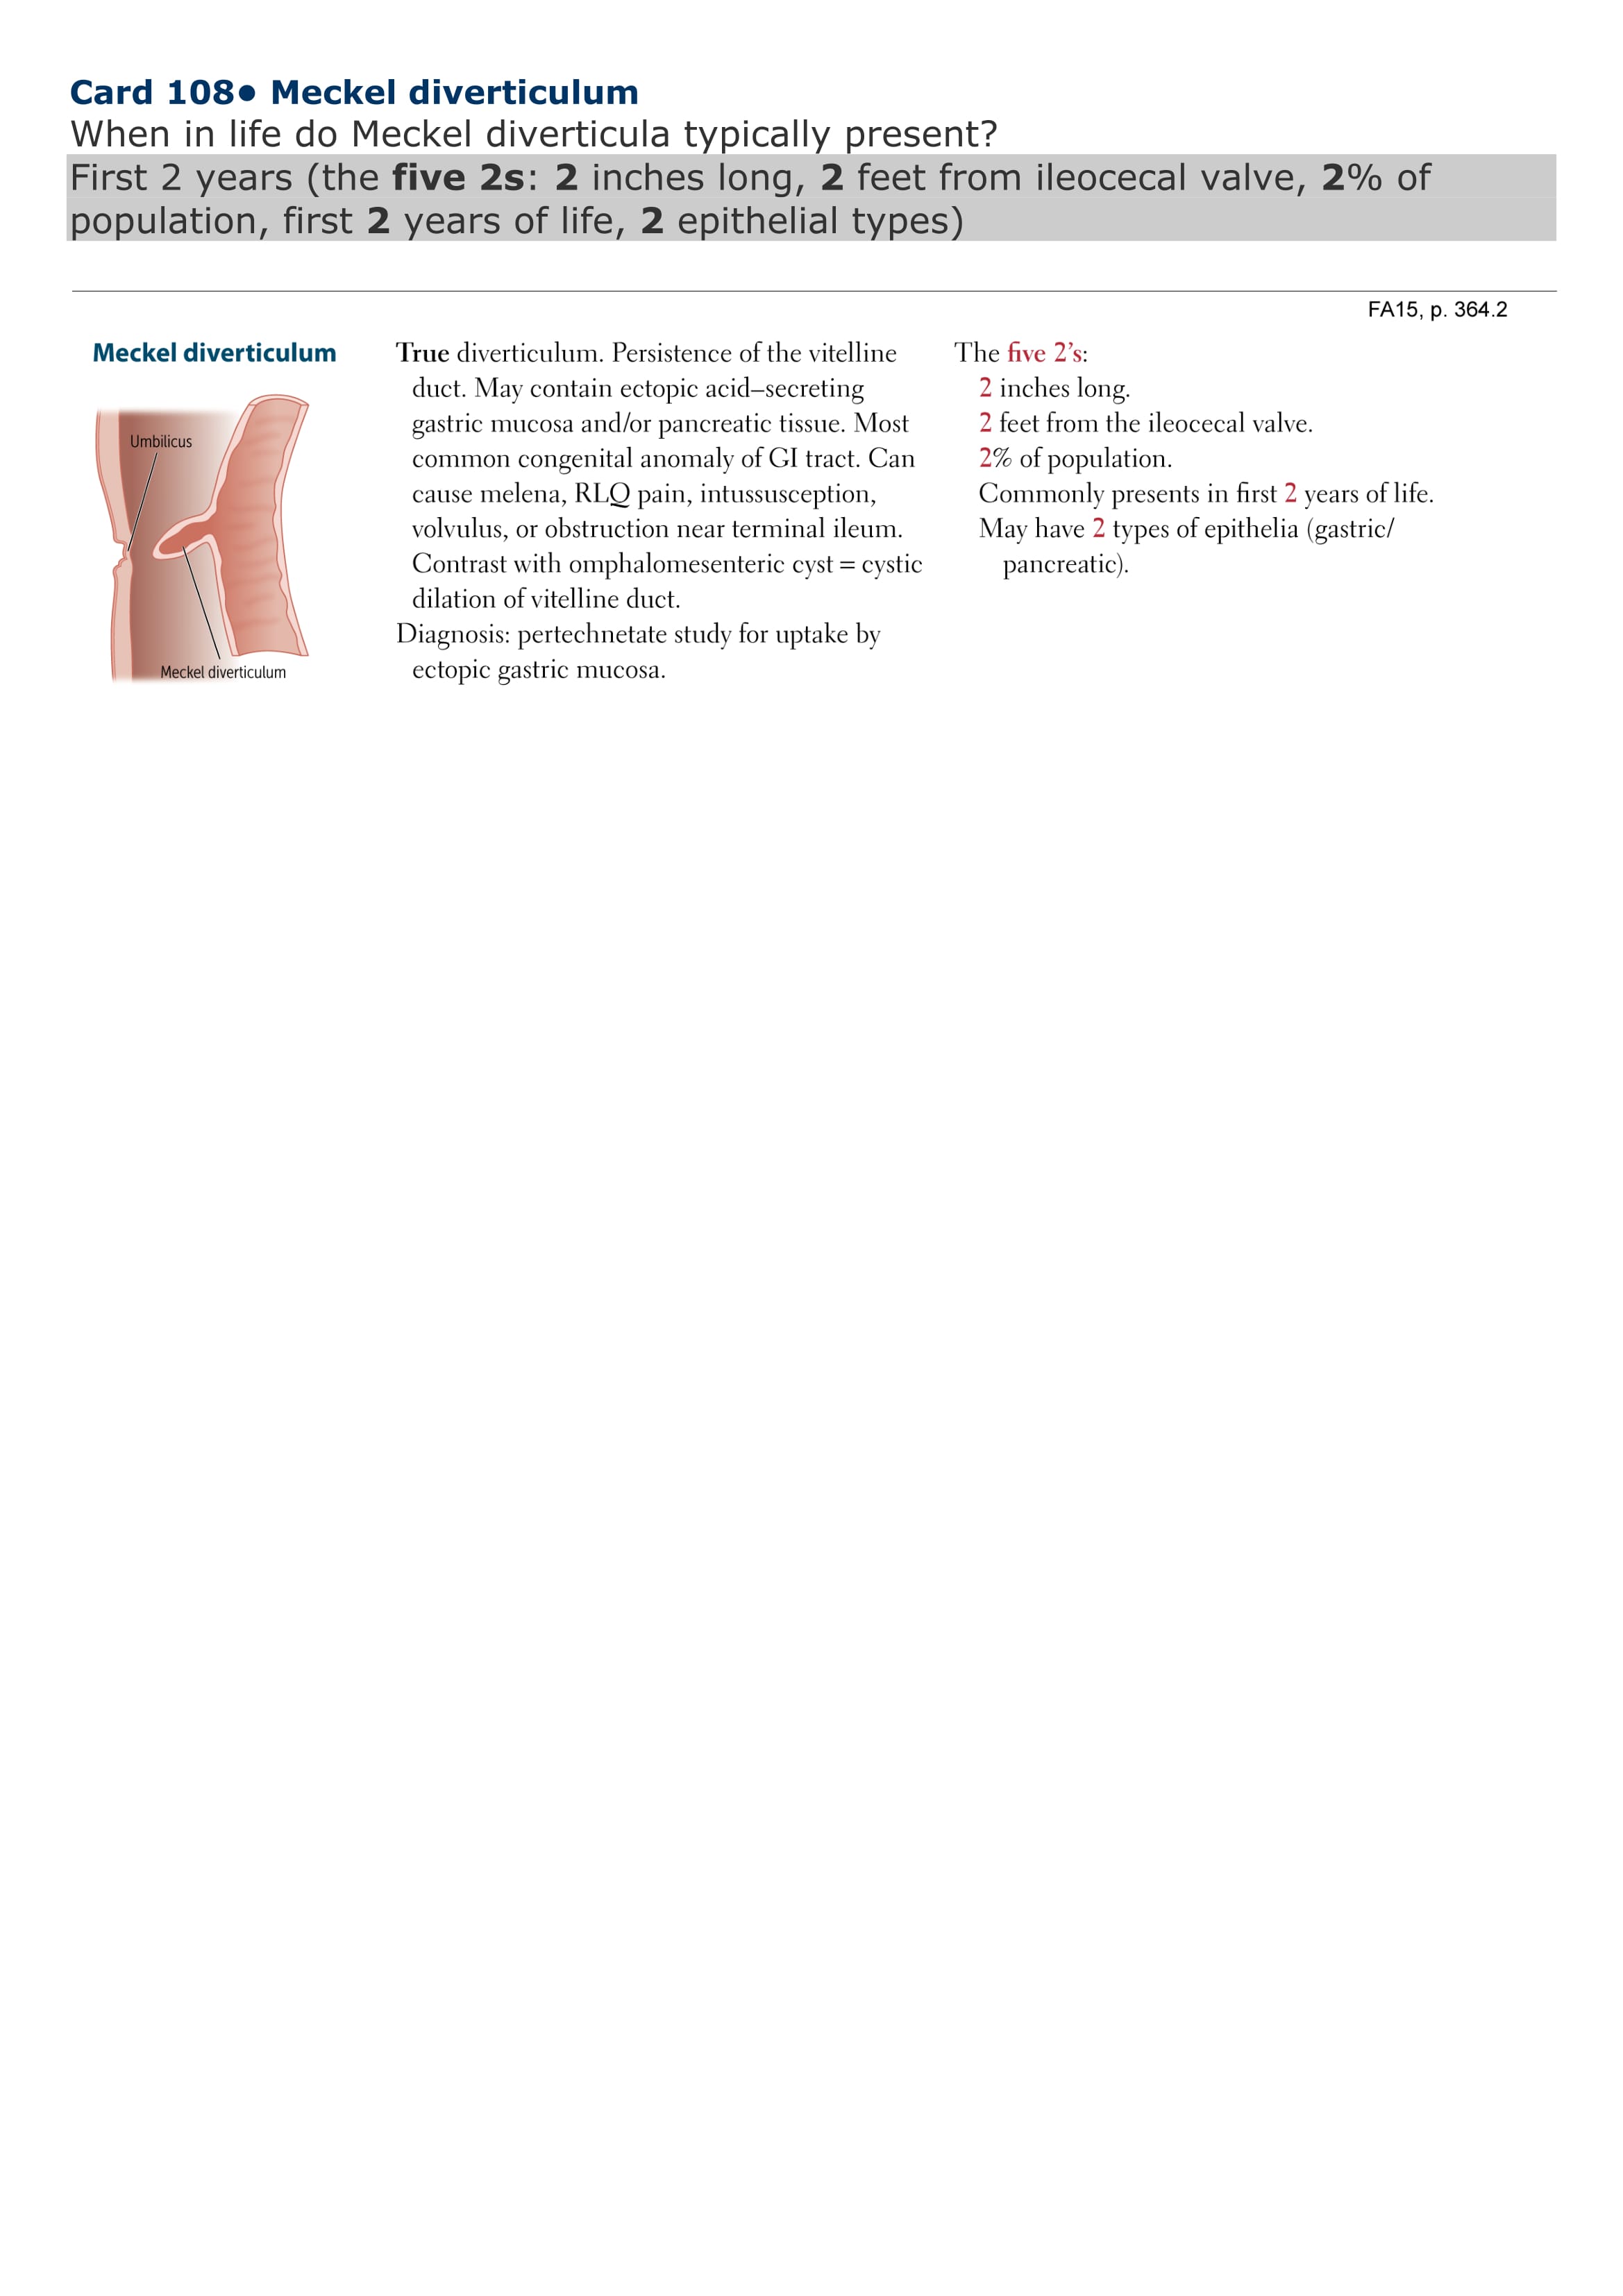 Card 108● Meckel diverticulum
When in life do Meckel diverticula typically present?
First 2 years (the five 2s: 2 inches long, 2 feet from ileocecal valve, 2% of
population, first 2 years of life, 2 epithelial types)
FA15, p. 364.2
Meckel diverticulum
Umbilicus
Meckel diverticulum
True diverticulum. Persistence of the vitelline
duct. May contain ectopic acid–secreting
gastric mucosa and/or pancreatic tissue. Most
common congenital anomaly of GI tract. Can
cause melena, RLQ pain, intussusception,
volvulus, or obstruction near terminal ileum.
Contrast with omphalomesenteric cyst = cystic
dilation of vitelline duct.
Diagnosis: pertechnetate study for uptake by
ectopic gastric mucosa.
The five 2's:
2 inches long.
2 feet from the ileocecal valve.
2% of population.
Commonly presents in first 2 years of life.
May have 2 types of epithelia (gastric/
pancreatic).